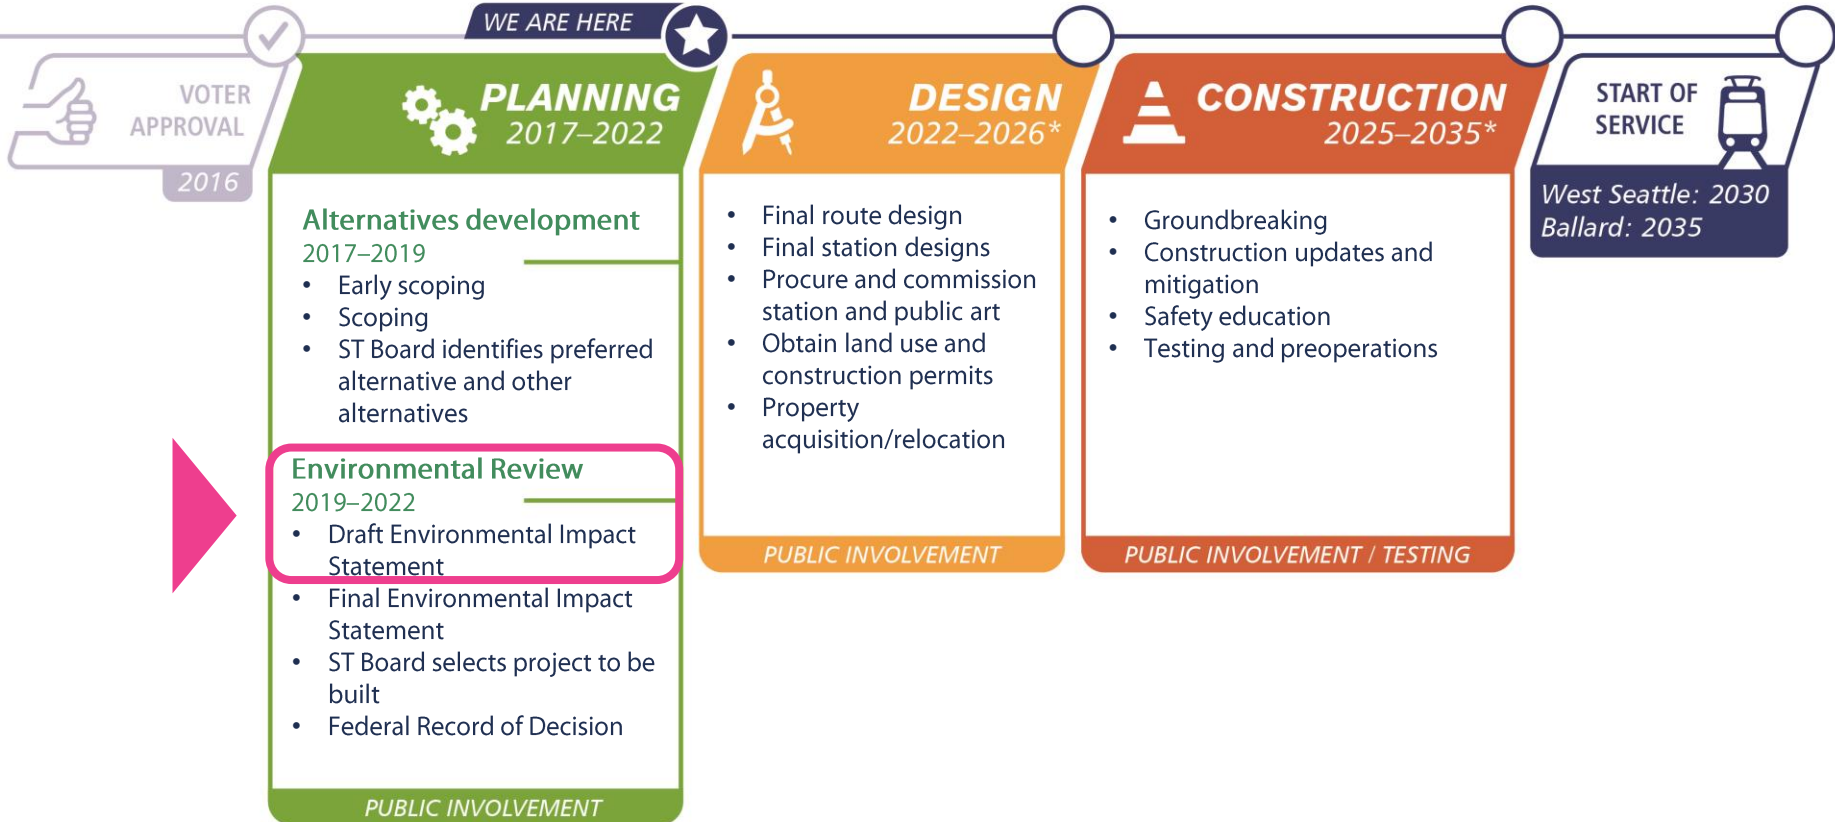 WE ARE HERE
VOTER
APPROVAL
2016
PLANNING
2017–2022
Alternatives development
2017–2019
• Early scoping
• Scoping
• ST Board identifies preferred
alternative and other
alternatives
Environmental Review
2019–2022
• Draft Environmental Impact
Statement
• Final Environmental Impact
Statement
• ST Board selects project to be
built
• Federal Record of Decision
PUBLIC INVOLVEMENT
DESIGN
2022–2026*
• Final route design
• Final station designs
• Procure and commission
station and public art
• Obtain land use and
construction permits
• Property
acquisition/relocation
PUBLIC INVOLVEMENT
CONSTRUCTION
2025–2035*
• Groundbreaking
• Construction updates and
mitigation
• Safety education
• Testing and preoperations
PUBLIC INVOLVEMENT / TESTING
START OF
SERVICE
West Seattle: 2030
Ballard: 2035